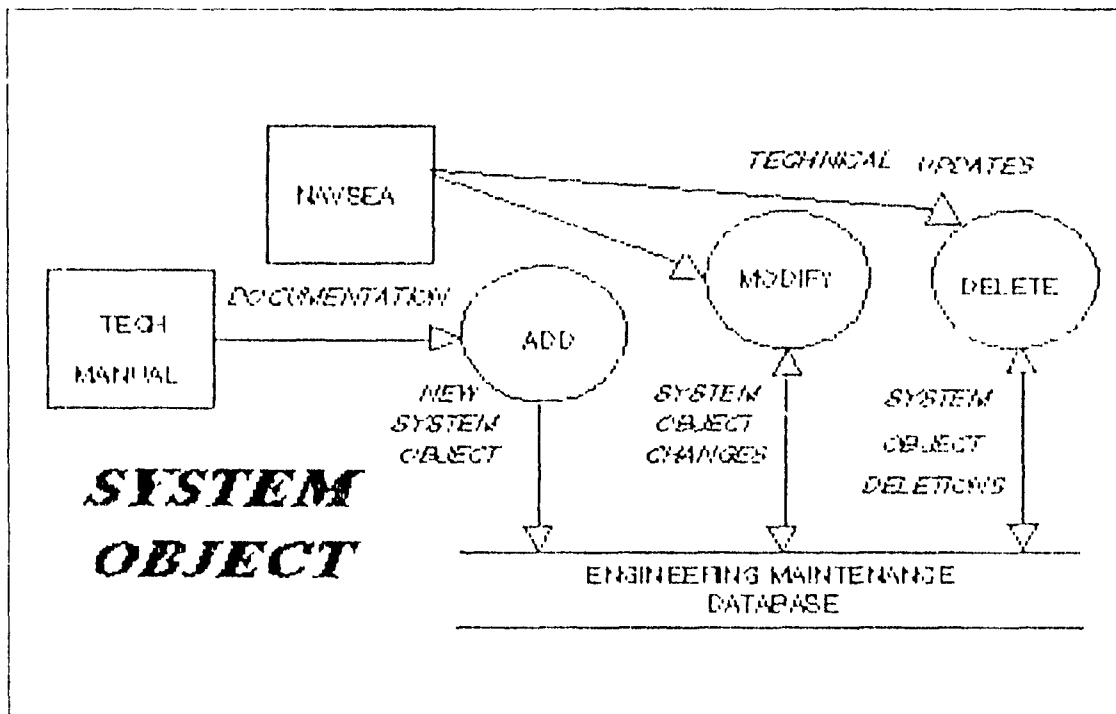 NAVSEA
TECHNICAL UPDATES
DOCUMENTATION
TECH
MANUAL
ADD
MODIFY
DELETE
NEW
SYSTEM
OBJECT
SYSTEM
OBJECT
CHANGES
SYSTEM
OBJECT
DELETIONS
SYSTEM
OBJECT
ENGINEERING MAINTENANCE
DATABASE